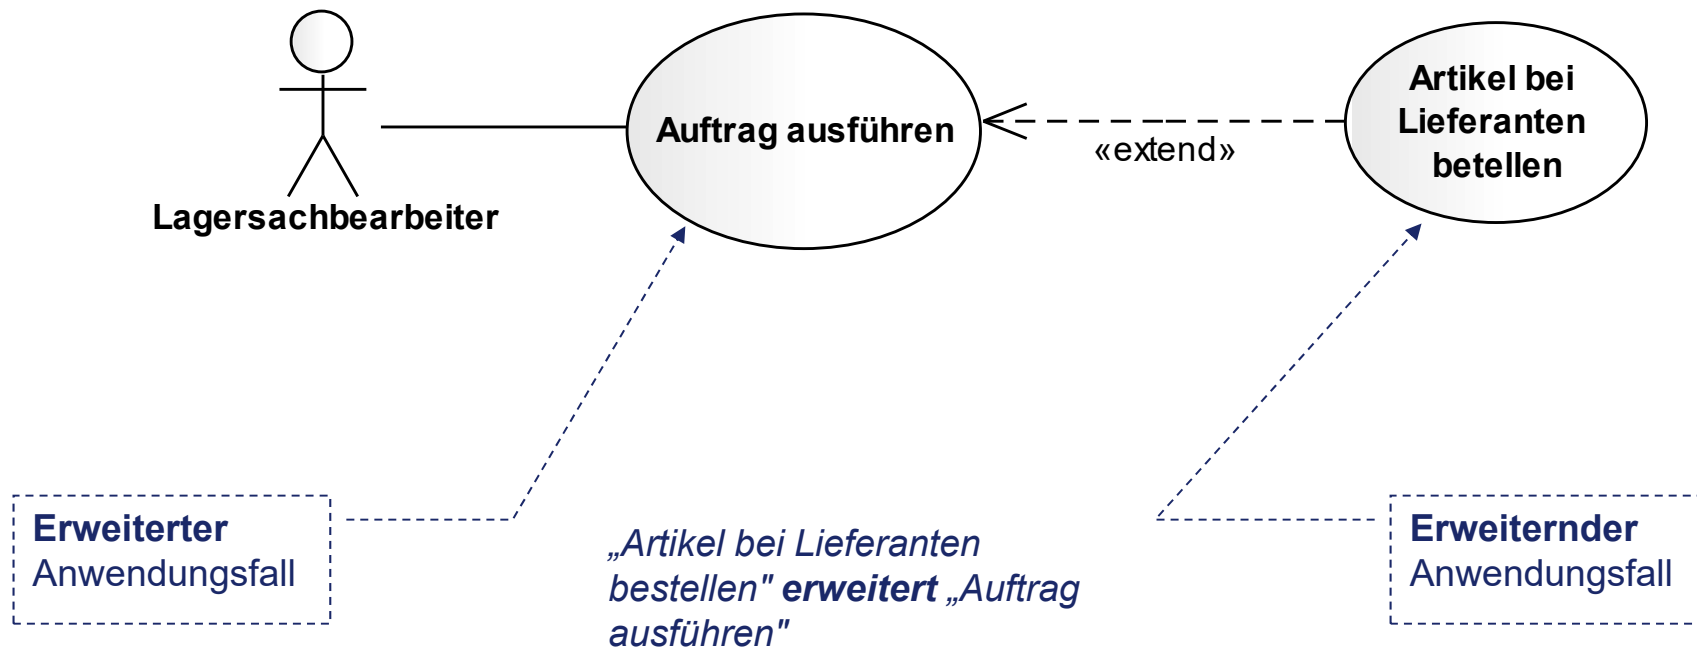 Auftrag ausführen
Artikel bei
Lieferanten
betellen
«extend»
Lagersachbearbeiter
Erweiterter
Anwendungsfall
„Artikel bei Lieferanten
bestellen" erweitert „Auftrag
ausführen"
Erweiternder
Anwendungsfall